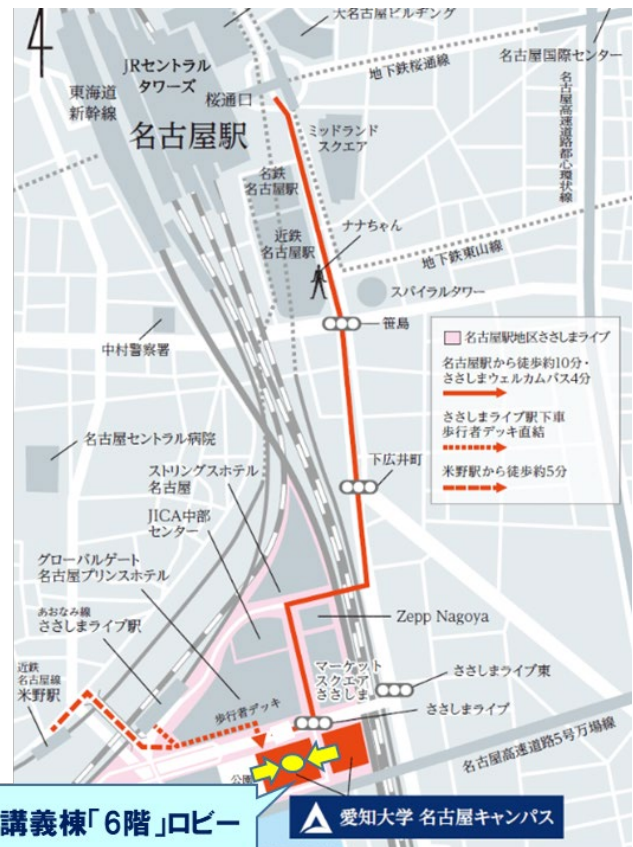 大名古屋ビルヂング
4
JRセントラル
タワーズ
東海道
新幹線
桜通口
名古屋駅
地下鉄桜通線
名古屋国際センター
名古屋高速道路都心環状線
ミッドランド
スクエア
名鉄
名古屋駅
近鉄
名古屋駅
ナナちゃん
地下鉄東山線
スパイラルタワー
中村警察署
笹島
名古屋駅地区ささしまライブ
名古屋駅から徒歩約10分・
ささしまウェルカムバス4分
ささしまライブ駅下車
歩行者デッキ直結
米野駅から徒歩約5分
名古屋セントラル病院
下広井町
ストリングスホテル
名古屋
JICA中部
センター
グローバルゲート
名古屋プリンスホテル
あおなみ線
ささしまライブ駅
Zepp Nagoya
近鉄
名古屋線
米野駅
マーケット
スクエア
ささしま
ささしまライブ東
歩行者デッキ
ささしまライブ
名古屋高速道路5号万場線
公園
講義棟「6階」ロビー
愛知大学 名古屋キャンパス